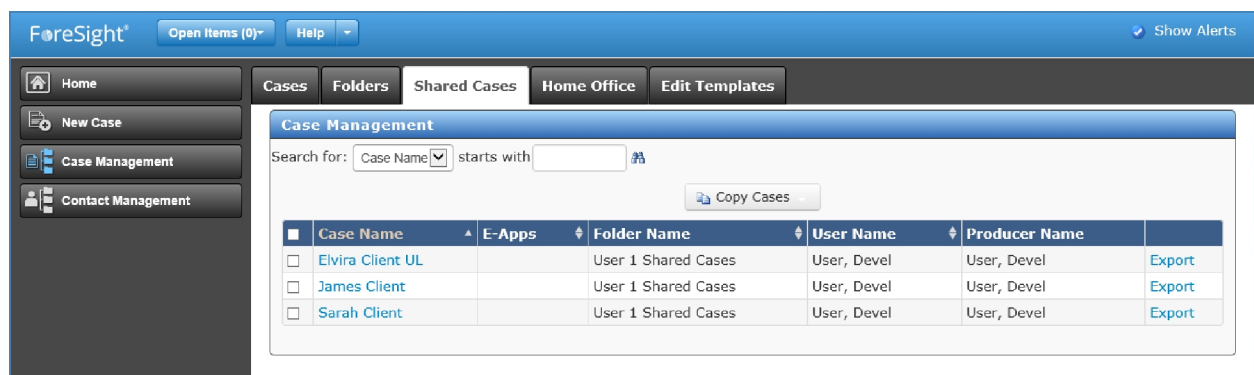 ForeSight® Open Items (0) Help Show Alerts
Home
New Case
Case Management
Contact Management
Cases Folders Shared Cases Home Office Edit Templates
Case Management
Search for: Case Name starts with
Copy Cases
Case Name E-Apps Folder Name User Name Producer Name
Elvira Client UL User 1 Shared Cases User, Devel User, Devel Export
James Client User 1 Shared Cases User, Devel User, Devel Export
Sarah Client User 1 Shared Cases User, Devel User, Devel Export